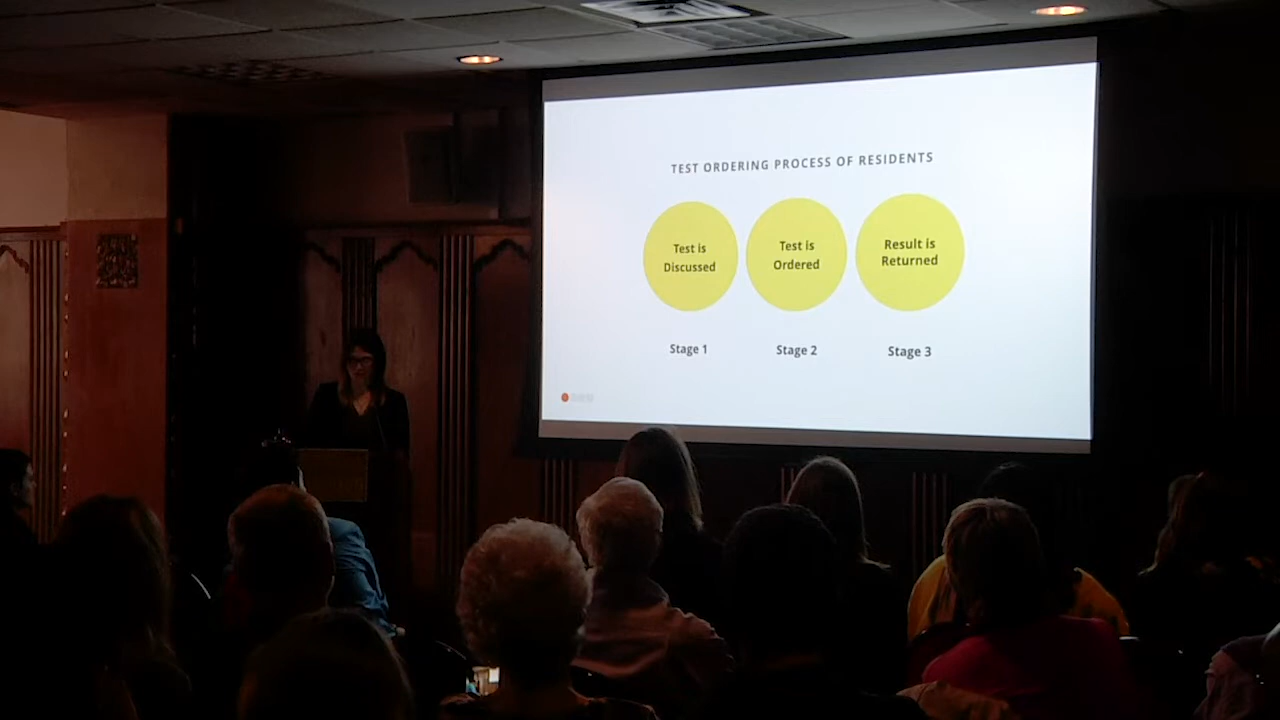 TEST ORDERING PROCESS OF RESIDENTS
Test is
Discussed
Test is
Ordered
Result is
Returned
Stage 1
Stage 2
Stage 3